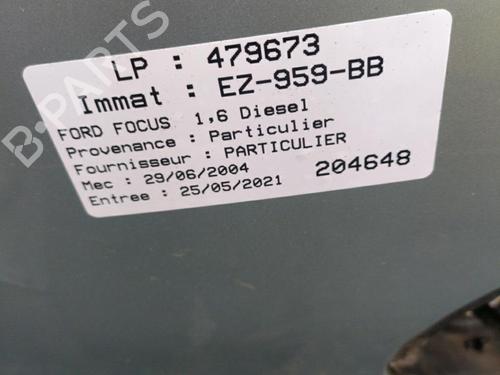 LP : 479673
Immat : EZ-959-BB
FORD FOCUS 1,6 Diesel
Provenance : Particulier
Fournisseur : PARTICULIER
Mec : 29/06/2004
Entree : 25/05/2021 204648
B-PARTS